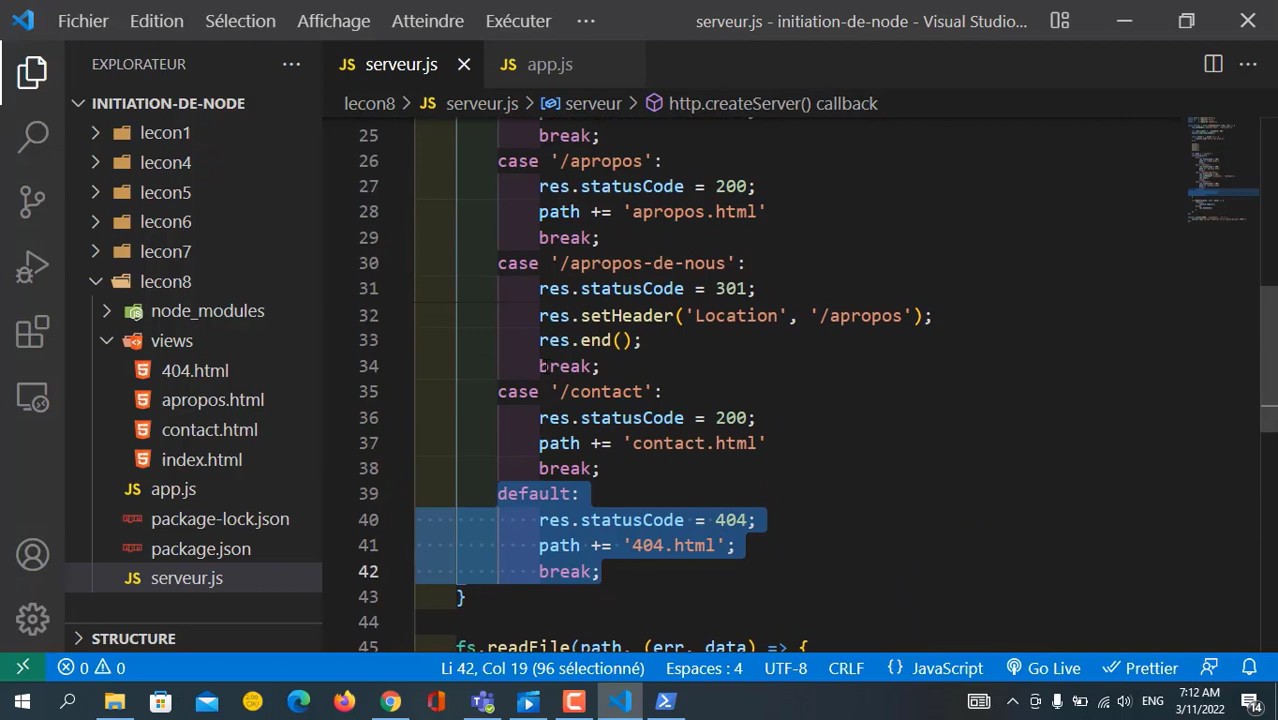 Fichier Edition Sélection Affichage Atteindre Exécuter ··· serveur.js - initiation-de-node - Visual Studio...
EXPLORATEUR ···
INITIATION-DE-NODE
lecon1
lecon4
lecon5
lecon6
lecon7
lecon8
node_modules
views
404.html
apropos.html
contact.html
index.html
app.js
package-lock.json
package.json
serveur.js
STRUCTURE
JS serveur.js JS app.js ···
lecon8 > JS serveur.js > serveur > http.createServer() callback
25 break;
26 case '/apropos':
27 res.statusCode = 200;
28 path += 'apropos.html'
29 break;
30 case '/apropos-de-nous':
31 res.statusCode = 301;
32 res.setHeader('Location', '/apropos');
33 res.end();
34 break;
35 case '/contact':
36 res.statusCode = 200;
37 path += 'contact.html'
38 break;
39 default:
40 res.statusCode = 404;
41 path += '404.html';
42 break;
43 }
44
45 fs.readFile(path, (err, data) => {
0 0 Li 42, Col 19 (96 sélectionné) Espaces : 4 UTF-8 CRLF {} JavaScript Go Live Prettier
ENG 7:12 AM
3/11/2022 14